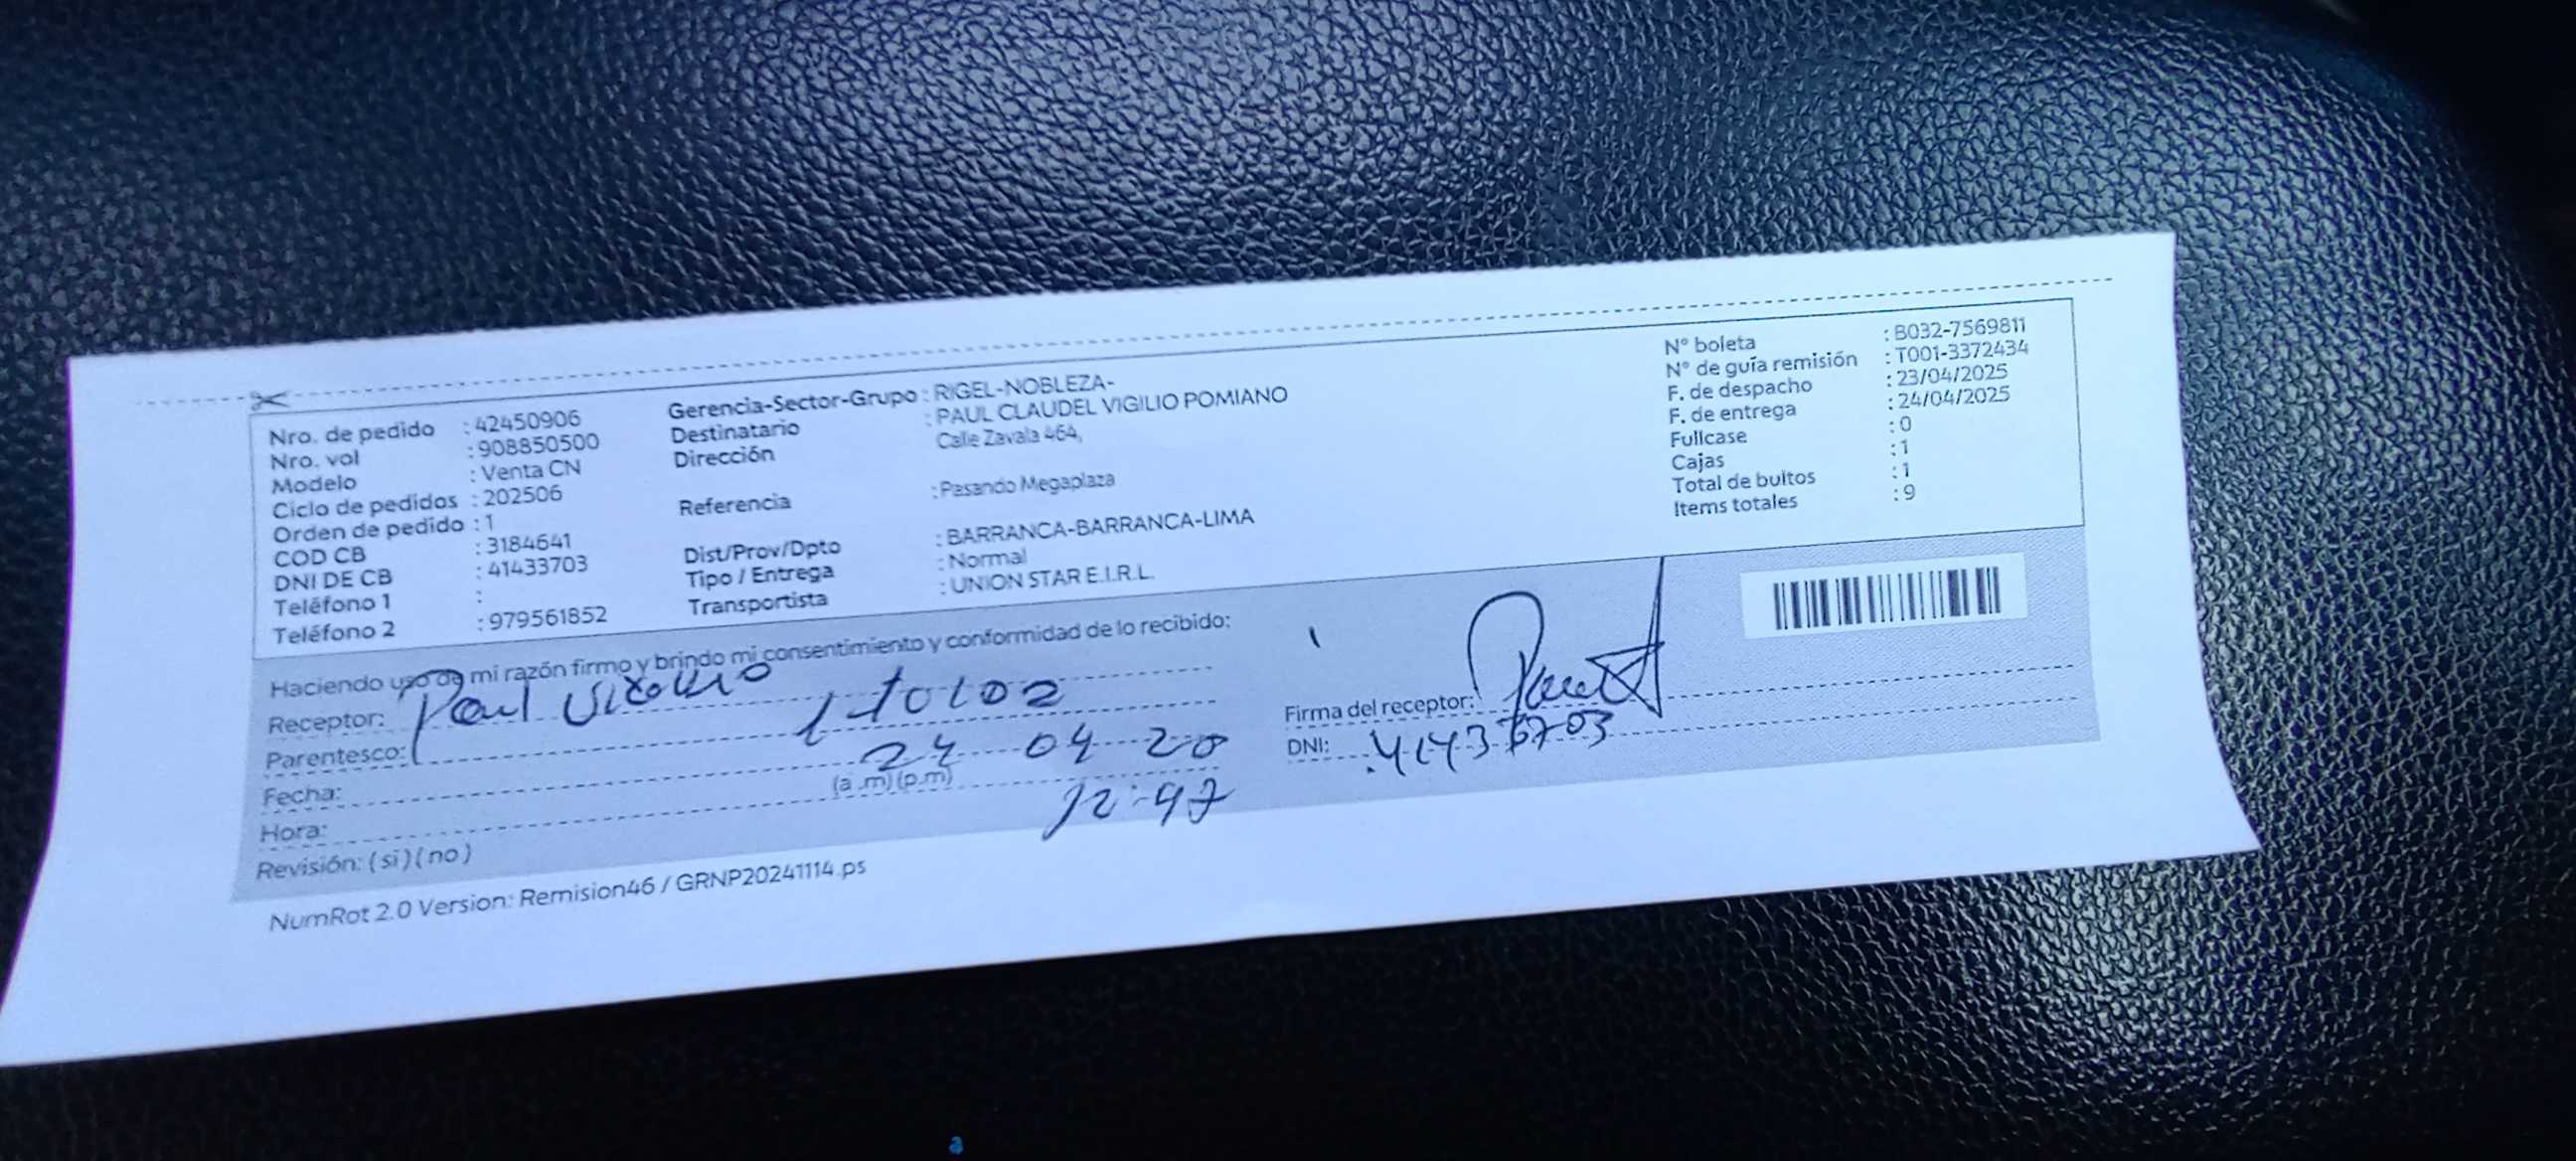 Nro. de pedido : 42450906
Nro. vol : 908850500
Modelo : Venta CN
Ciclo de pedidos : 202506
Orden de pedido : 1
COD CB : 3184641
DNI DE CB : 41433703
Teléfono 1 :
Teléfono 2 : 979561852
Gerencia-Sector-Grupo : RIGEL-NOBLEZA-
Destinatario : PAUL CLAUDEL VIGILIO POMIANO
Dirección Calle Zavala 464,
Referencia : Pasando Megaplaza
Dist/Prov/Dpto : BARRANCA-BARRANCA-LIMA
Tipo / Entrega : Normal
Transportista : UNION STAR E.I.R.L.
N° boleta : B032-7569811
N° de guía remisión : T001-3372434
F. de despacho : 23/04/2025
F. de entrega : 24/04/2025
Fullcase : 0
Cajas : 1
Total de bultos : 1
Items totales : 9
Haciendo uso de mi razón firmo y brindo mi consentimiento y conformidad de lo recibido:
Receptor: Paul
Parentesco:
Fecha: 24 04 20
Hora: (a .m) (p.m) 12:47
Revisión: ( si ) ( no )
Firma del receptor:
DNI: 41433703
NumRot 2.0 Version: Remision46 / GRNP20241114.ps